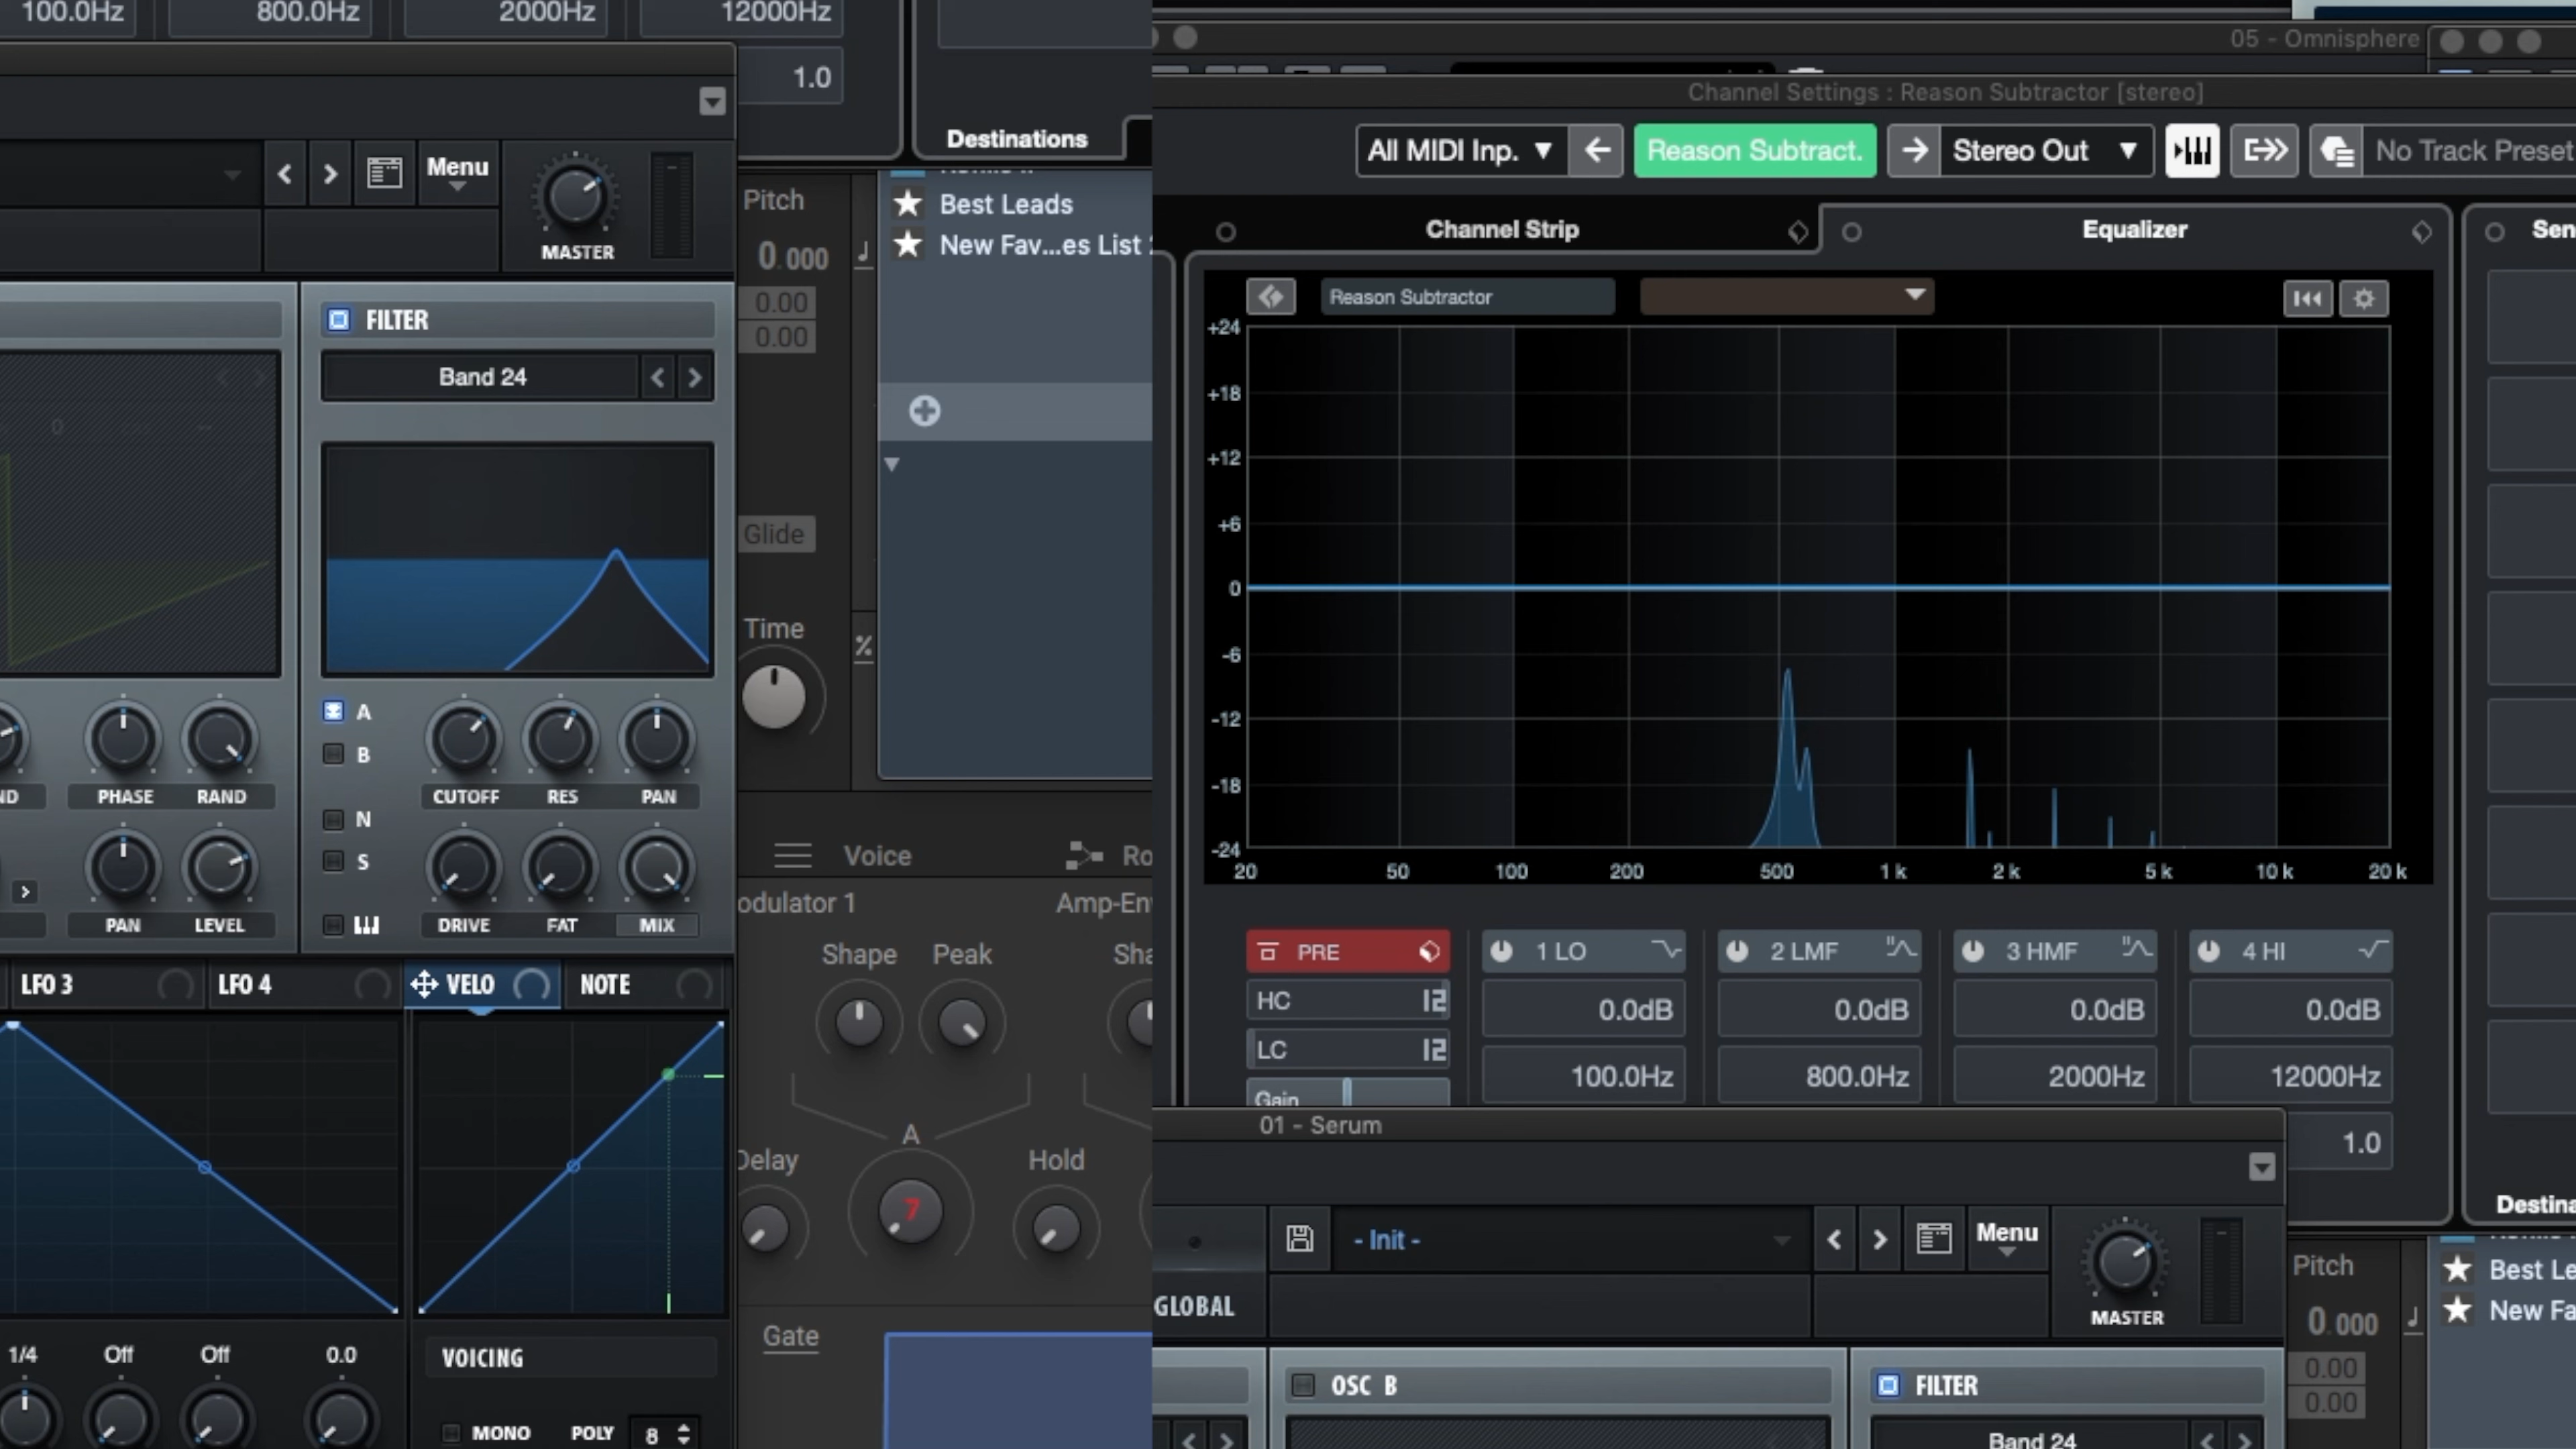 100.0Hz 800.0Hz 2000Hz 12000Hz
1.0
Destinations
Menu
MASTER
Pitch
0.000
0.00
0.00
Best Leads
New Fav...es List
FILTER
Band 24
Glide
Time
A
B
N
S
PHASE RAND
CUTOFF RES PAN
PAN LEVEL
DRIVE FAT MIX
LFO 3 LFO 4 VELO NOTE
Voice
odulator 1
Amp-En
Shape Peak
A
Delay
Hold
7
Gate
1/4 Off Off 0.0
VOICING
MONO POLY 8
05 - Omnisphere
Channel Settings : Reason Subtractor [stereo]
All MIDI Inp. Reason Subtract. Stereo Out No Track Preset
Channel Strip Equalizer Sen
Reason Subtractor
+24
+18
+12
+6
0
-6
-12
-18
-24
20 50 100 200 500 1 k 2 k 5 k 10 k 20 k
PRE 1 LO 2 LMF 3 HMF 4 HI
HC 12 0.0dB 0.0dB 0.0dB 0.0dB
LC 12 100.0Hz 800.0Hz 2000Hz 12000Hz
Gain
01 - Serum
1.0
Destina
- Init - Menu
MASTER
GLOBAL
Pitch
0.000
0.00
0.00
Best Le
New Fa
OSC B FILTER
Band 24